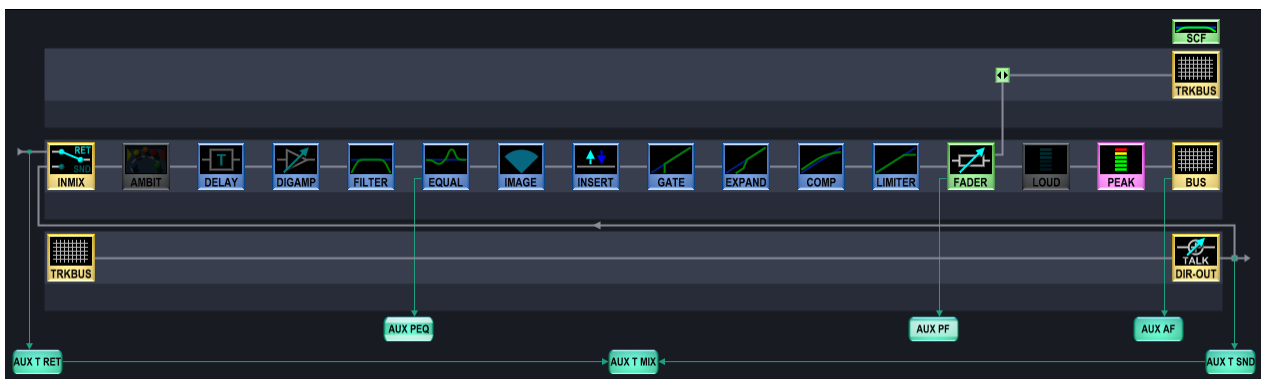 SCF
TRKBUS
RET
SND
INMIX
AMBIT
T
DELAY
DIGAMP
FILTER
EQUAL
IMAGE
INSERT
GATE
EXPAND
COMP
LIMITER
FADER
LOUD
PEAK
BUS
TRKBUS
TALK
DIR-OUT
AUX PEQ
AUX PF
AUX AF
AUX T RET
AUX T MIX
AUX T SND